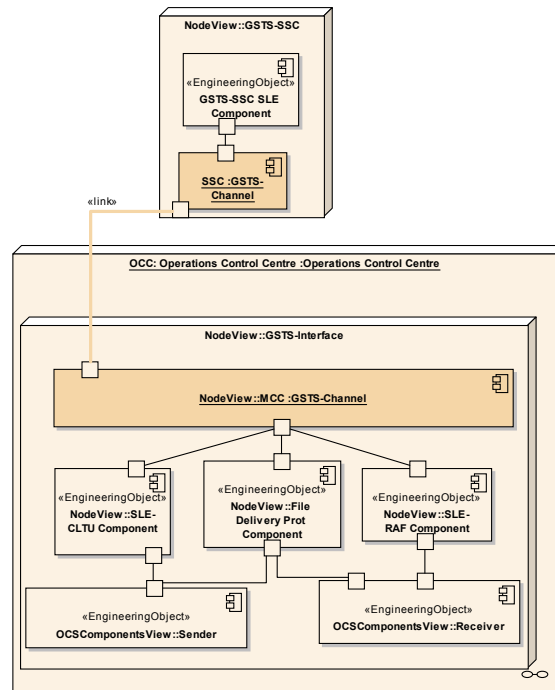 NodeView::GSTS-SSC
«EngineeringObject»
GSTS-SSC SLE
Component
SSC :GSTS-
Channel
«link»
OCC: Operations Control Centre :Operations Control Centre
NodeView::GSTS-Interface
NodeView::MCC :GSTS-Channel
«EngineeringObject»
NodeView::SLE-
CLTU Component
«EngineeringObject»
NodeView::File
Delivery Prot
Component
«EngineeringObject»
NodeView::SLE-
RAF Component
«EngineeringObject»
OCSComponentsView::Sender
«EngineeringObject»
OCSComponentsView::Receiver